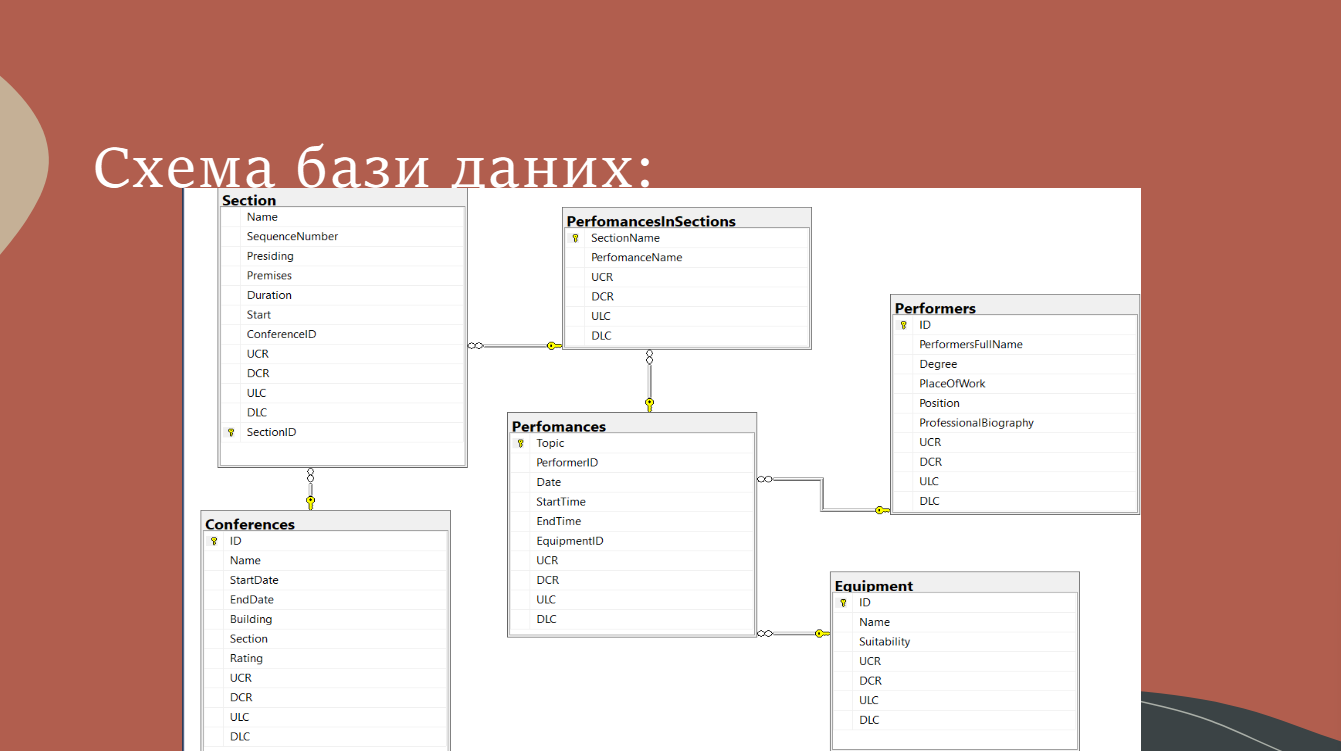 Схема бази даних:
Section
Name
SequenceNumber
Presiding
Premises
Duration
Start
ConferenceID
UCR
DCR
ULC
DLC
SectionID
PerfomancesInSections
SectionName
PerfomanceName
UCR
DCR
ULC
DLC
Performers
ID
PerformersFullName
Degree
PlaceOfWork
Position
ProfessionalBiography
UCR
DCR
ULC
DLC
Perfomances
Topic
PerformerID
Date
StartTime
EndTime
EquipmentID
UCR
DCR
ULC
DLC
Conferences
ID
Name
StartDate
EndDate
Building
Section
Rating
UCR
DCR
ULC
DLC
Equipment
ID
Name
Suitability
UCR
DCR
ULC
DLC